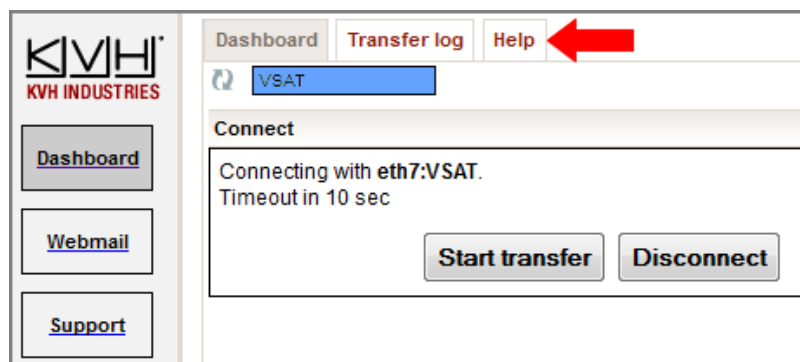 KVH
KVH INDUSTRIES
Dashboard
Webmail
Support
Dashboard Transfer log Help
VSAT
Connect
Connecting with eth7:VSAT.
Timeout in 10 sec
Start transfer Disconnect